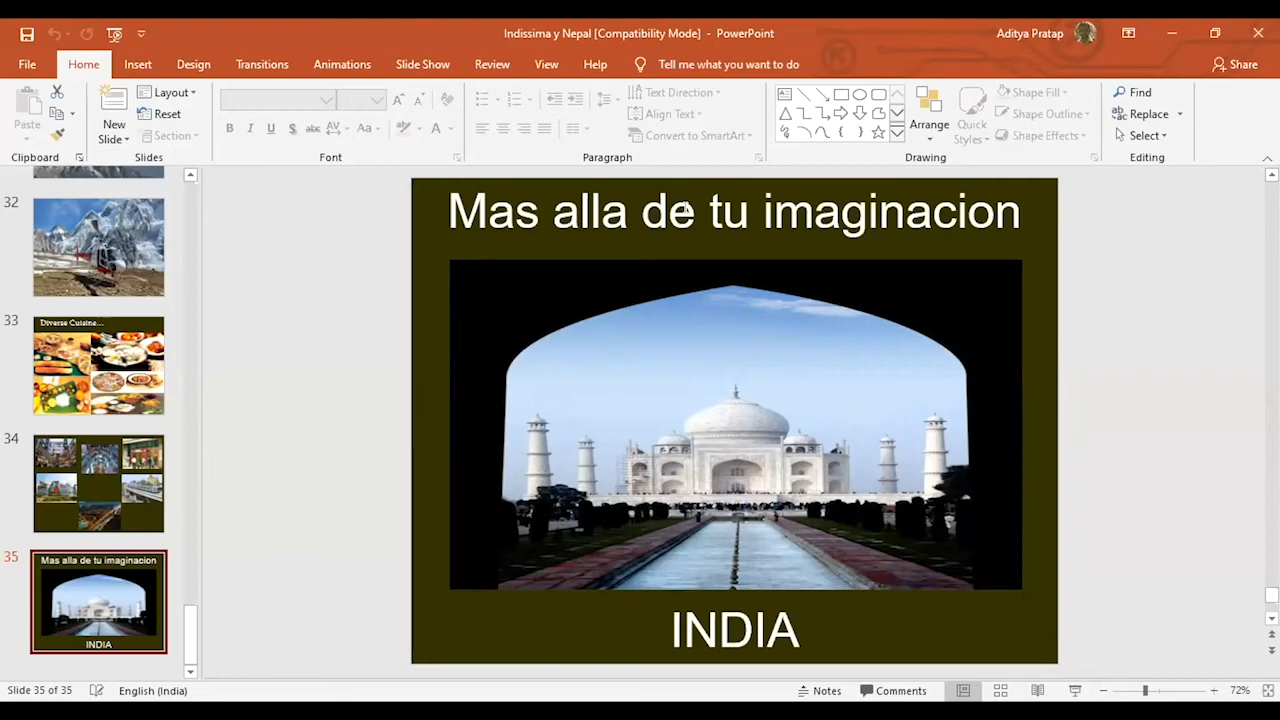 Indissima y Nepal [Compatibility Mode] - PowerPoint
Aditya Pratap
File Home Insert Design Transitions Animations Slide Show Review View Help Tell me what you want to do Share
Paste
New Slide
Layout
Reset
Section
B I U S abc AV Aa A
Text Direction
Align Text
Convert to SmartArt
Arrange
Quick Styles
Shape Fill
Shape Outline
Shape Effects
Find
Replace
Select
Clipboard Slides Font Paragraph Drawing Editing
32
33
Diverse Cuisine...
34
35
Mas alla de tu imaginacion
INDIA
Mas alla de tu imaginacion
INDIA
Slide 35 of 35 English (India) Notes Comments 72%